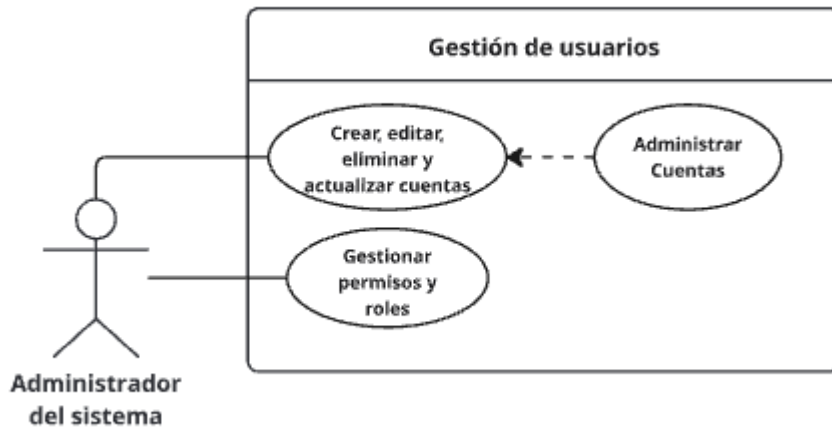 Gestión de usuarios
Crear, editar,
eliminar y
actualizar cuentas
Administrar
Cuentas
Gestionar
permisos y
roles
Administrador
del sistema